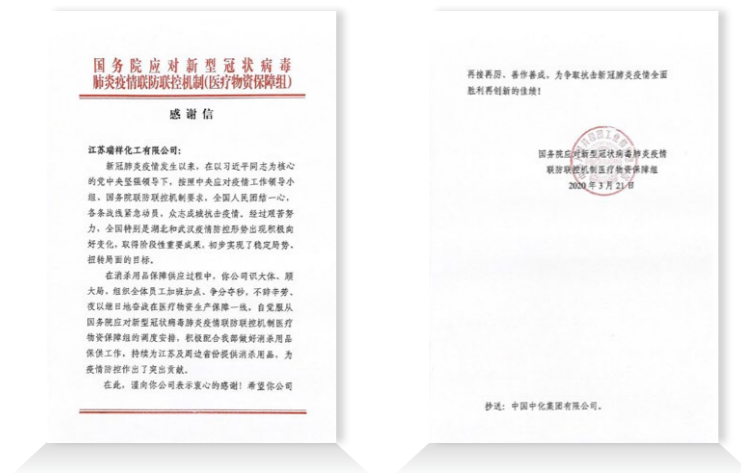 国务院应对新型冠状病毒
肺炎疫情联防联控机制(医疗物资保障组)
感谢信
江苏瑞祥化工有限公司:
新冠肺炎疫情发生以来,在以习近平同志为核心
的党中央坚强领导下,按照中央应对疫情工作领导小
组、国务院联防联控机制要求,全国人民团结一心,
各条战线紧急动员,众志成城抗击疫情。经过艰苦努
力,全国特别是湖北和武汉疫情防控形势出现积极向
好变化,取得阶段性重要成果,初步实现了稳定局势、
扭转局面的目标。
在消杀用品保障供应过程中,你公司识大体、顾
大局,组织全体员工加班加点、争分夺秒,不辞辛劳、
夜以继日地奋战在医疗物资生产保障一线,自觉服从
国务院应对新型冠状病毒肺炎疫情联防联控机制医疗
物资保障组的调度安排,积极配合我部做好消杀用品
保供工作,持续为江苏及周边省份提供消杀用品,为
疫情防控作出了突出贡献。
在此,谨向你公司表示衷心的感谢!希望你公司
再接再厉、善作善成,为争取抗击新冠肺炎疫情全面
胜利再创新的佳绩!
国务院应对新型冠状病毒肺炎疫情
联防联控机制医疗物资保障组
2020年3月21日
抄送:中国中化集团有限公司。